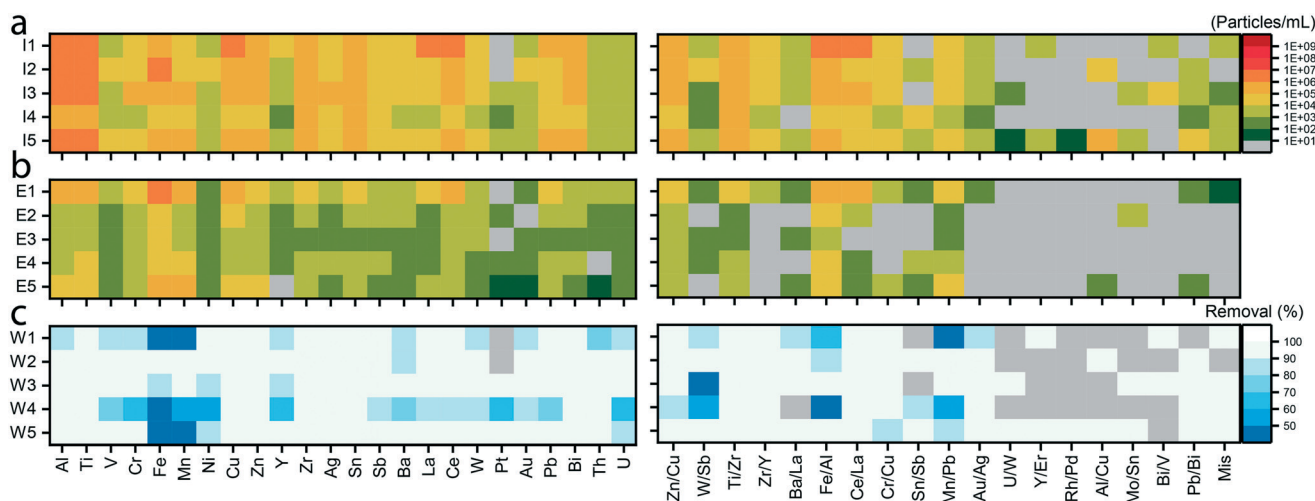 a
(Particles/mL)
I1
I2
I3
I4
I5
1E+09
1E+08
1E+07
1E+06
1E+05
1E+04
1E+03
1E+02
1E+01
b
E1
E2
E3
E4
E5
c
Removal (%)
W1
W2
W3
W4
W5
100
90
80
70
60
50
Al Ti V Cr Fe Mn Ni Cu Zn Y Zr Ag Sn Sb Ba La Ce W Pt Au Pb Bi Th U
Zn/Cu W/Sb Ti/Zr Zr/Y Ba/La Fe/Al Ce/La Cr/Cu Sn/Sb Mn/Pb Au/Ag U/W Y/Er Rh/Pd Al/Cu Mo/Sn Bi/V Pb/Bi Mis